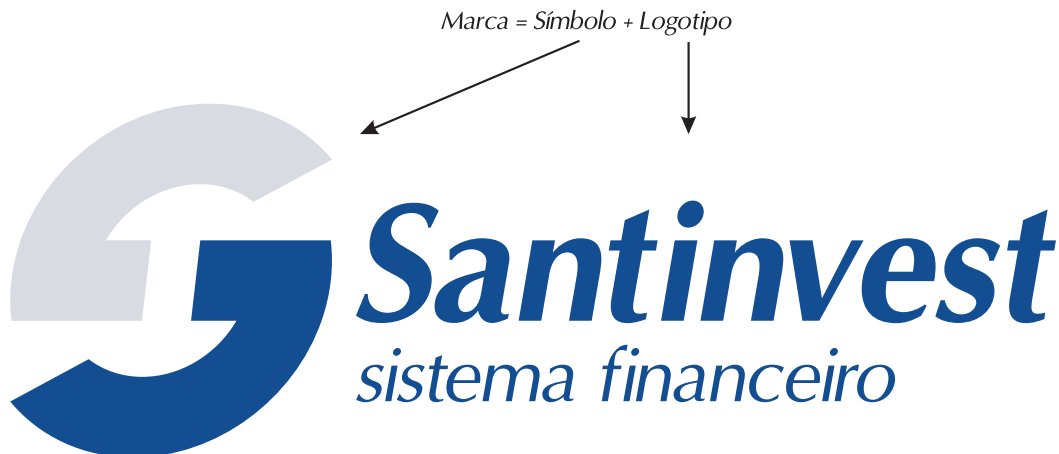 Marca = Símbolo + Logotipo
Santinvest
sistema financeiro